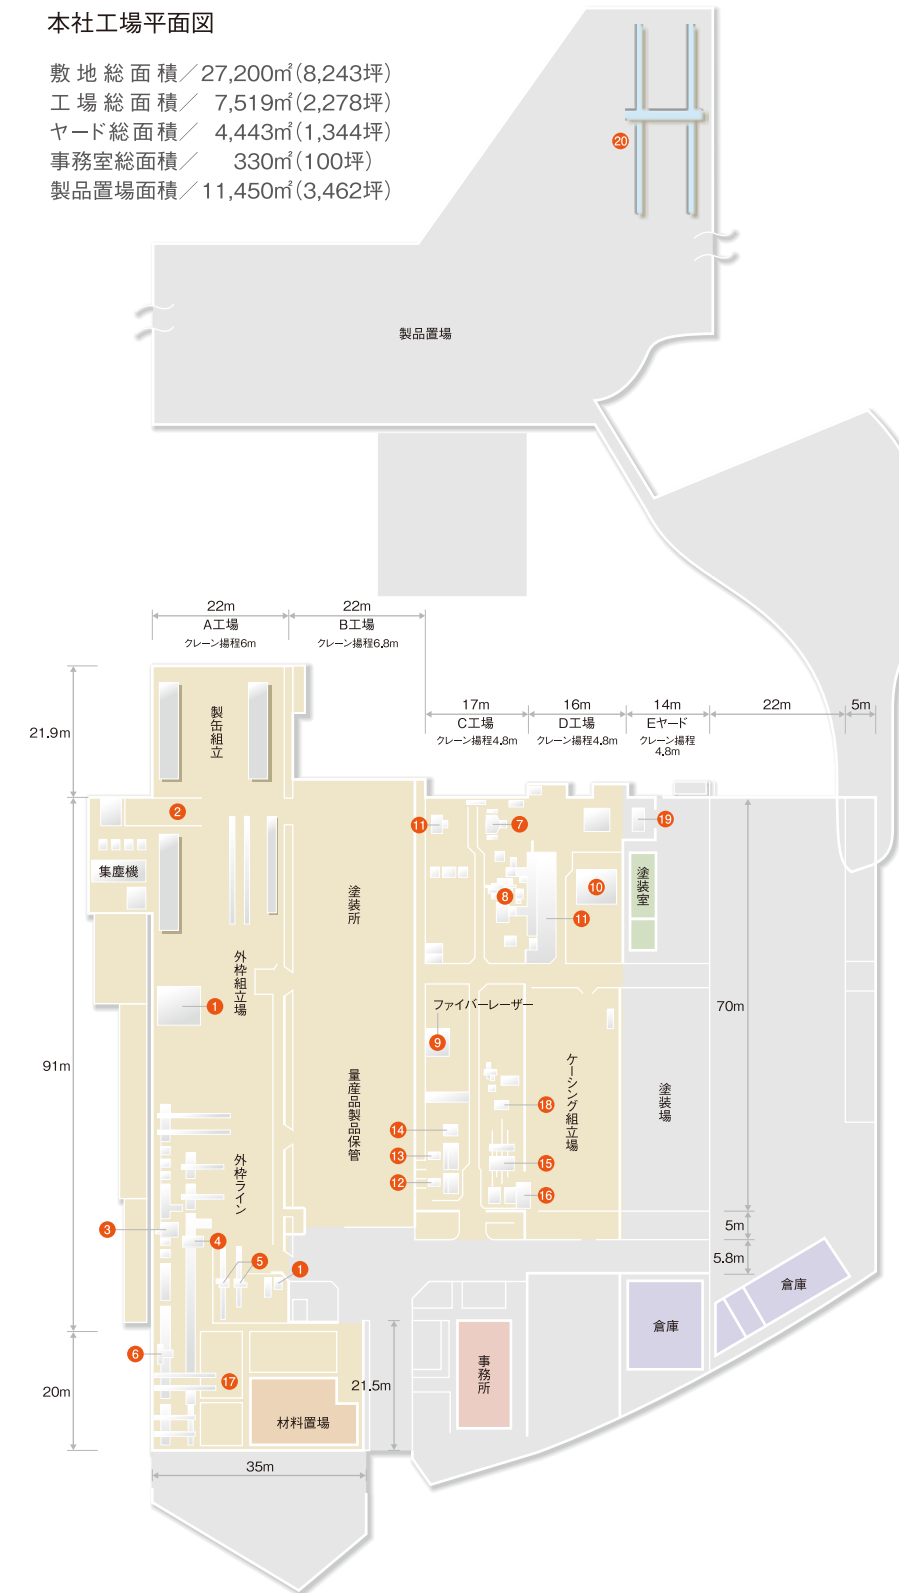 本社工場平面図
敷地総面積／27,200㎡(8,243坪)
工場総面積／ 7,519㎡(2,278坪)
ヤード総面積／ 4,443㎡(1,344坪)
事務室総面積／ 330㎡(100坪)
製品置場面積／11,450㎡(3,462坪)
20
製品置場
22m
A工場
クレーン揚程6m
22m
B工場
クレーン揚程6.8m
17m
C工場
クレーン揚程4.8m
16m
D工場
クレーン揚程4.8m
14m
Eヤード
クレーン揚程
4.8m
22m
5m
21.9m
製缶組立
2
集塵機
11
7
19
塗装所
8
10
11
塗装室
外枠組立場
1
ファイバーレーザー
9
70m
91m
量産品製品保管
ケーシング組立場
塗装場
18
14
13
15
12
16
外枠ライン
3
4
5
1
5m
5.8m
倉庫
倉庫
6
17
20m
21.5m
事務所
材料置場
35m